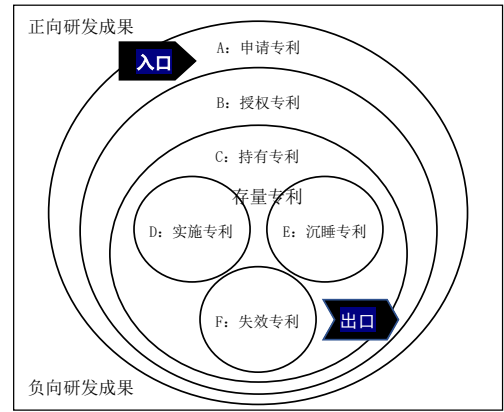 正向研发成果
入口
A: 申请专利
B: 授权专利
C: 持有专利
存量专利
D: 实施专利
E: 沉睡专利
F: 失效专利
出口
负向研发成果